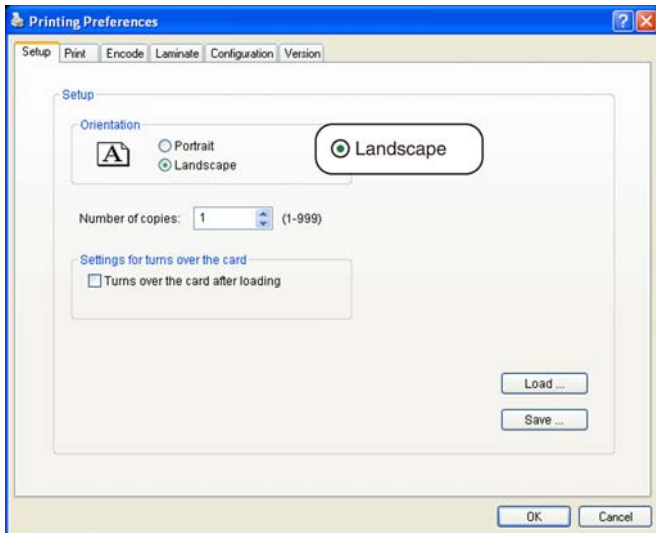 Printing Preferences
Setup Print Encode Laminate Configuration Version
Setup
Orientation
A
Portrait
Landscape
Landscape
Number of copies: 1 (1-999)
Settings for turns over the card
Turns over the card after loading
Load ...
Save ...
OK Cancel